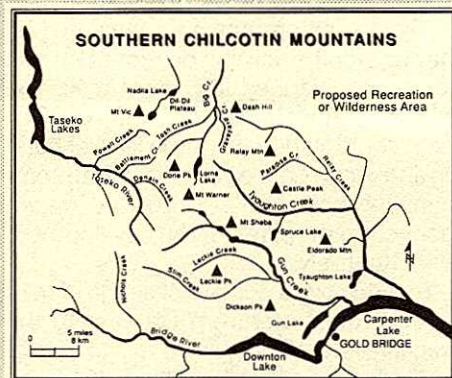 SOUTHERN CHILCOTIN MOUNTAINS
Proposed Recreation
or Wilderness Area
Taseko
Lakes
Nadila Lake
Dil-Dil
Plateau
Mt Vic
Big Cr.
Dash Hill
Powell Creek
Battlement Cr.
Tosh Creek
Graveyard Cr.
Relay Mtn
Paradise Cr.
Relay Creek
Taseko River
Denain Creek
Dorie Pk
Lorna
Lake
Mt Warner
Castle Peak
Tyaughton Creek
Mt Sheba
Spruce Lake
Eldorado Mtn
N
Nichols Creek
Leckie Creek
Slim Creek
Leckie Pk
Gun Creek
Tyaughton Lake
Dickson Pk
Gun Lake
Carpenter
Lake
GOLD BRIDGE
0 5 miles
8 km
Bridge River
Downton
Lake